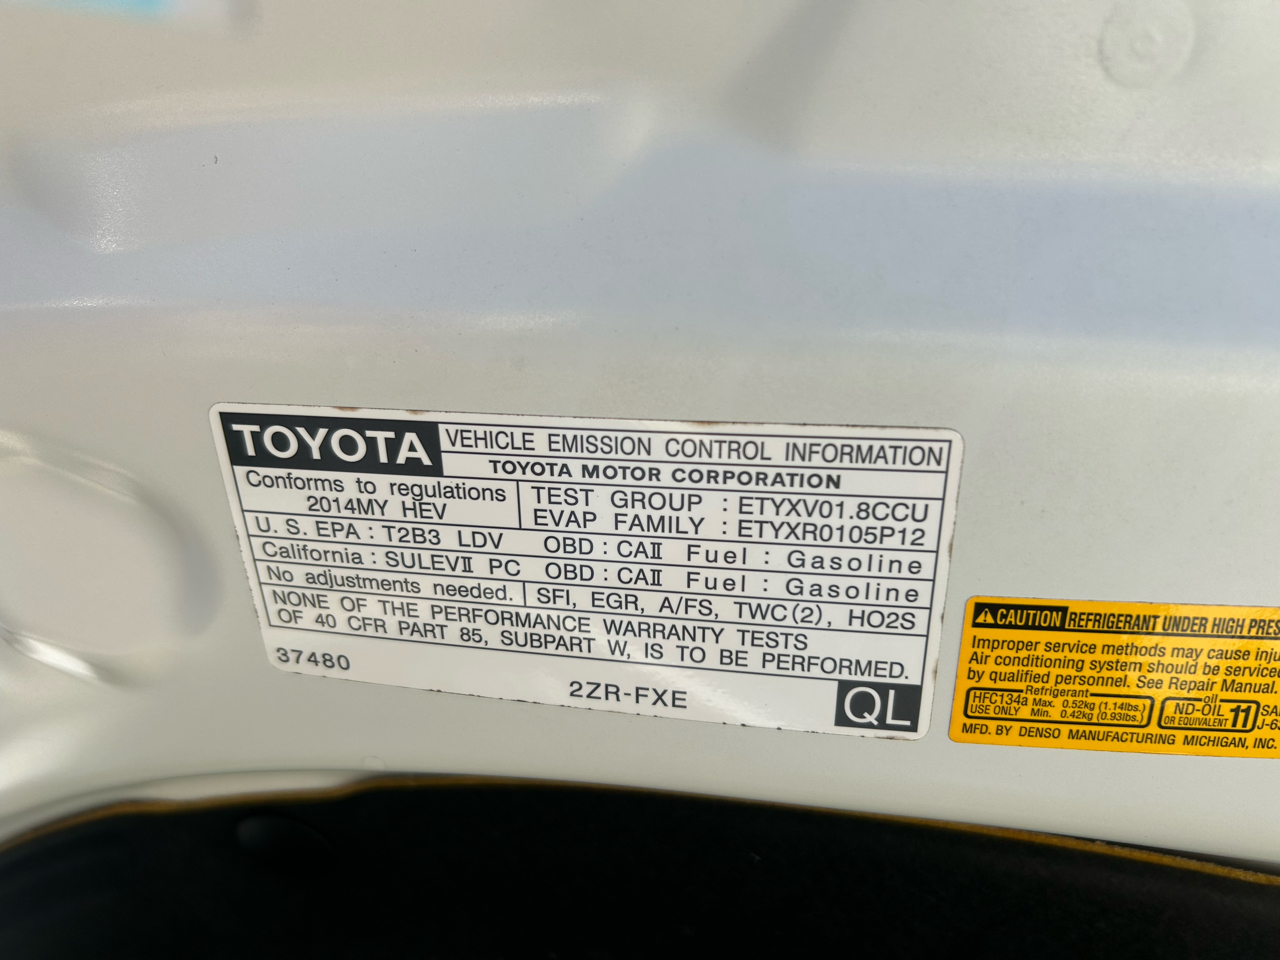 TOYOTA VEHICLE EMISSION CONTROL INFORMATION
TOYOTA MOTOR CORPORATION
Conforms to regulations
2014MY HEV
TEST GROUP : ETYXV01.8CCU
EVAP FAMILY : ETYXR0105P12
U. S. EPA : T2B3 LDV OBD : CAⅡ Fuel : Gasoline
California : SULEVⅡ PC OBD : CAⅡ Fuel : Gasoline
No adjustments needed. SFI, EGR, A/FS, TWC(2), HO2S
NONE OF THE PERFORMANCE WARRANTY TESTS
OF 40 CFR PART 85, SUBPART W, IS TO BE PERFORMED.
37480
2ZR-FXE
QL
CAUTION REFRIGERANT UNDER HIGH PRES
Improper service methods may cause inju
Air conditioning system should be serviced
by qualified personnel. See Repair Manual.
Refrigerant
HFC134a Max. 0.52kg (1.14lbs.)
USE ONLY Min. 0.42kg (0.93lbs.)
oil
ND-OIL 11
OR EQUIVALENT
SA
J-6
MFD. BY DENSO MANUFACTURING MICHIGAN, INC.